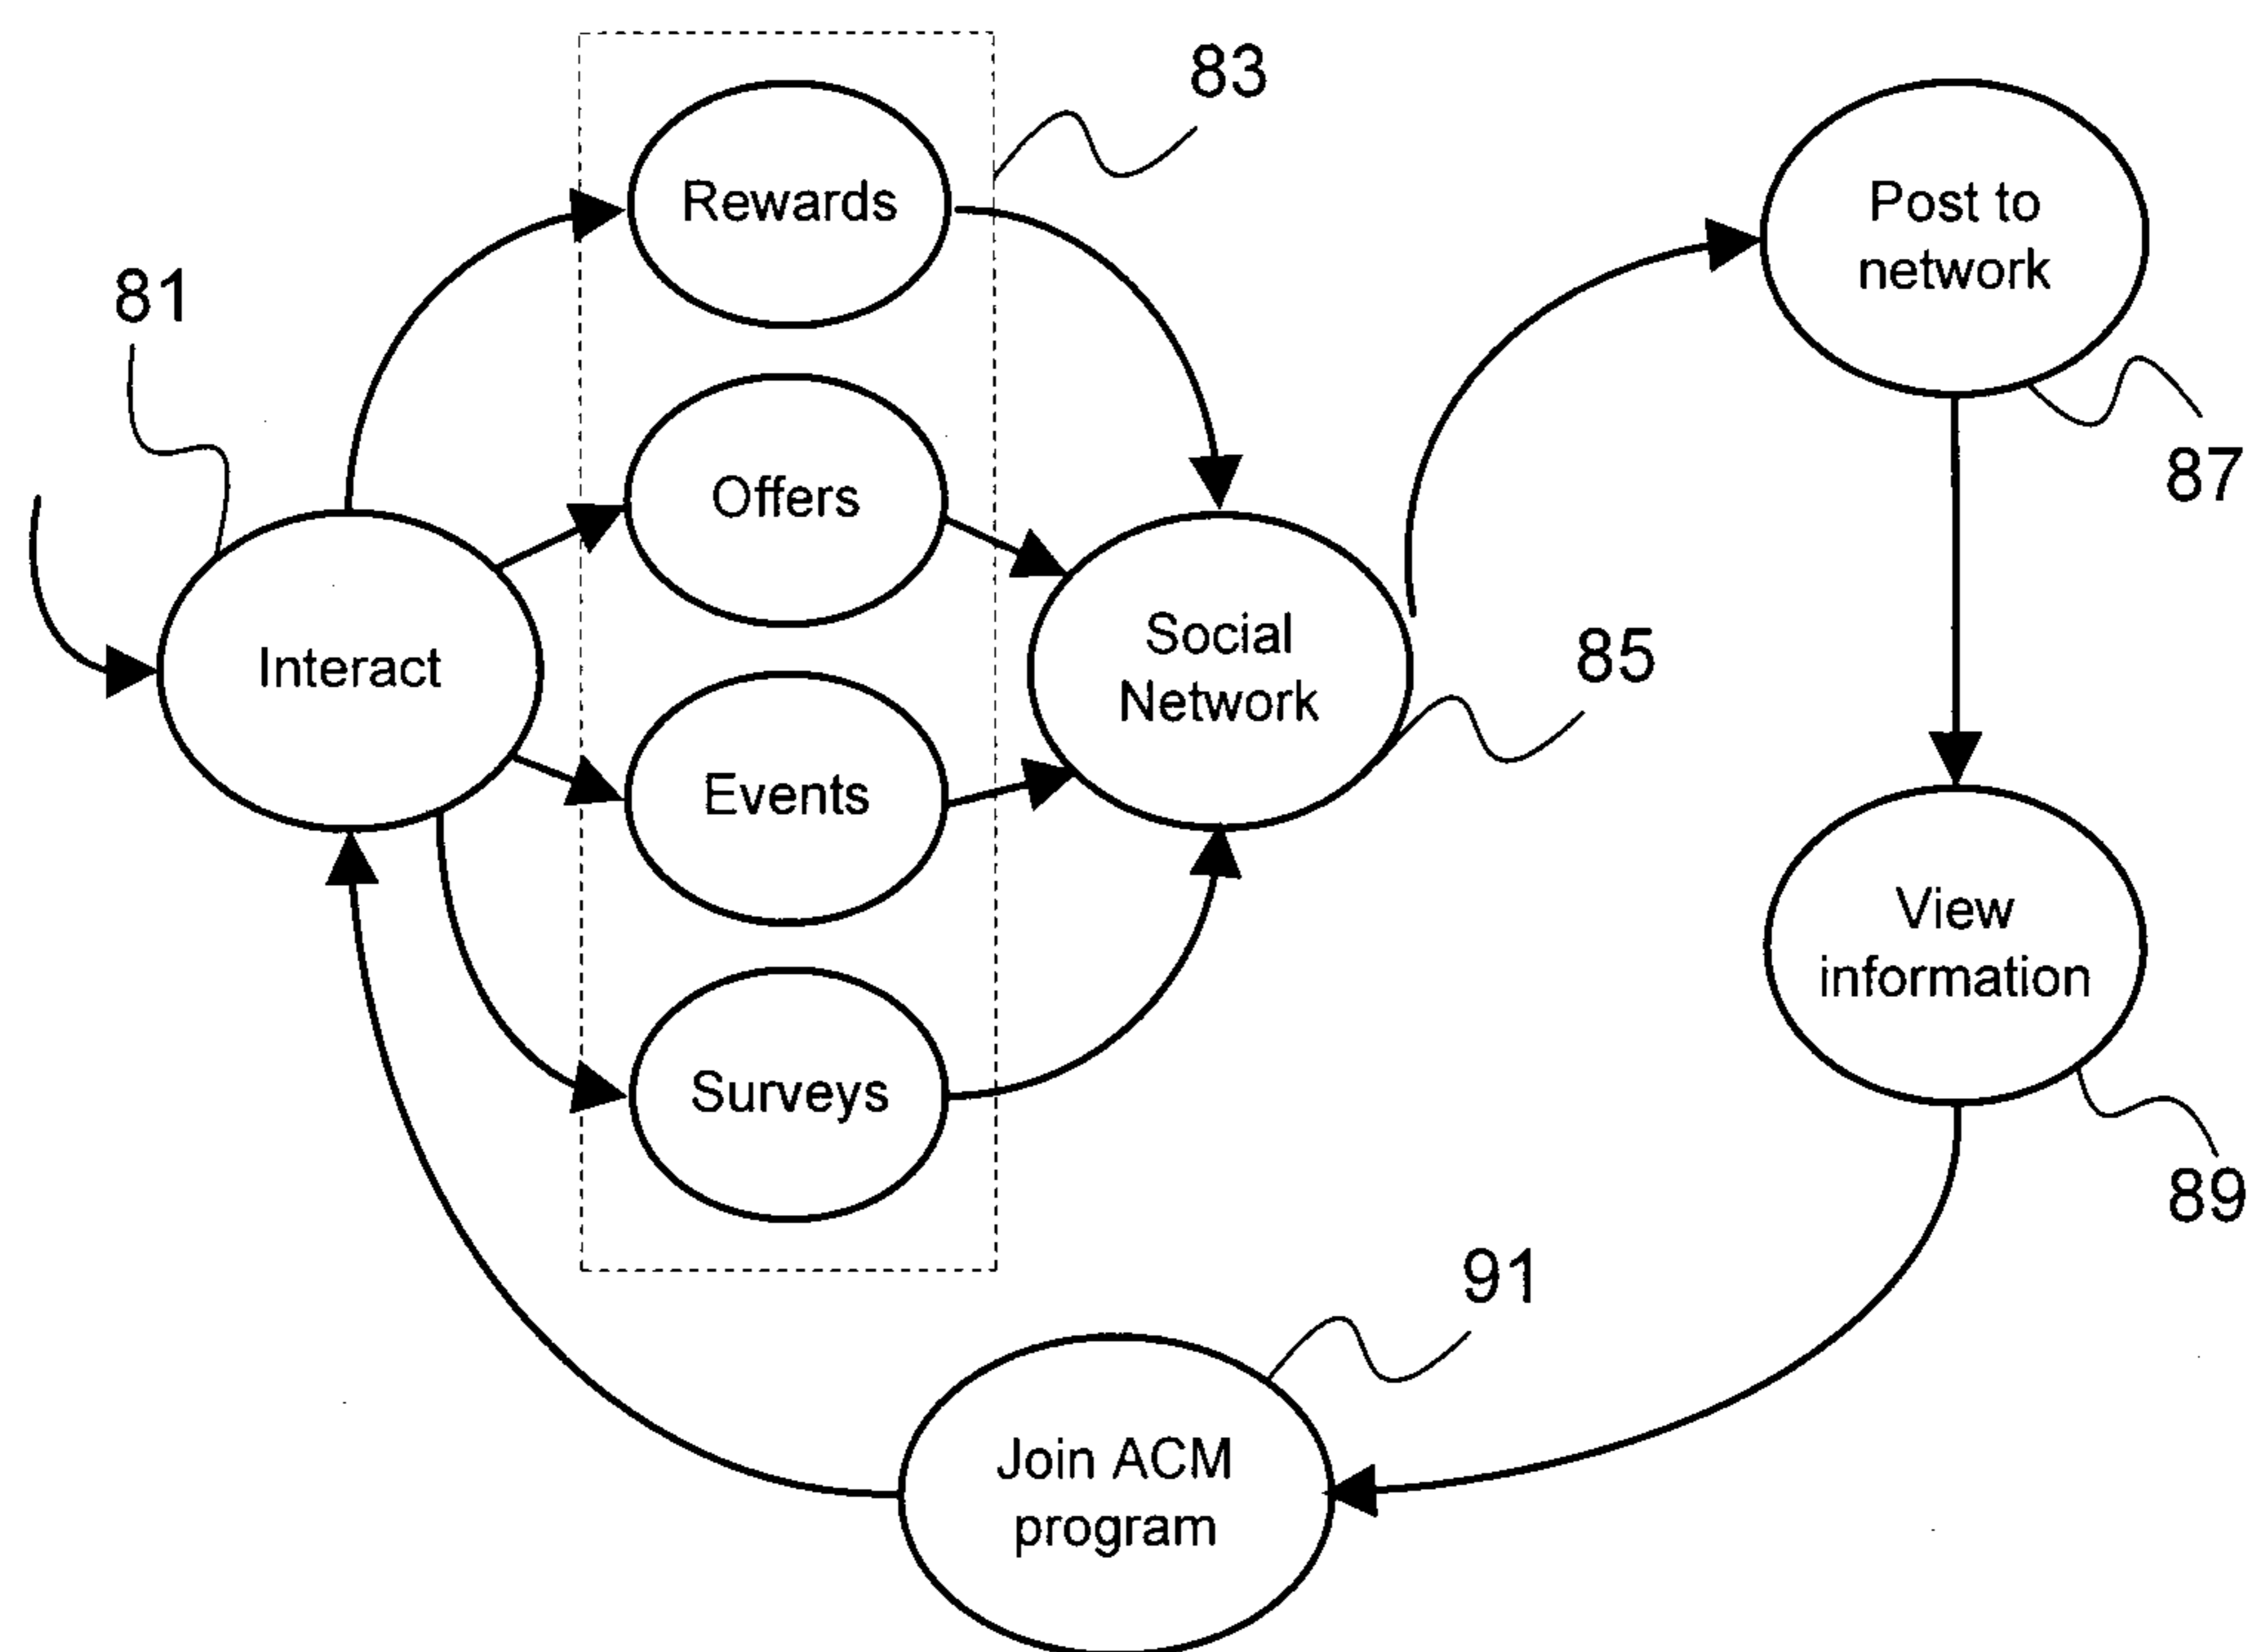 83
Rewards
Post to
network
81
Offers
87
Social
Network
85
Interact
Events
View
information
Surveys
89
91
Join ACM
program